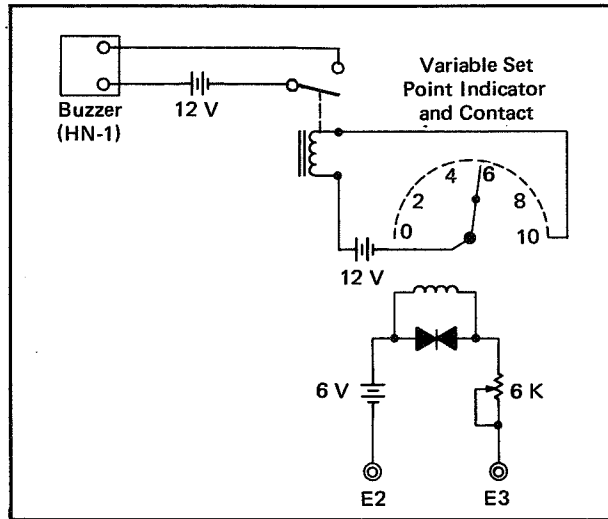 Buzzer
(HN-1)
12 V
Variable Set
Point Indicator
and Contact
0
2
4
6
8
10
12 V
6 V
6 K
E2
E3